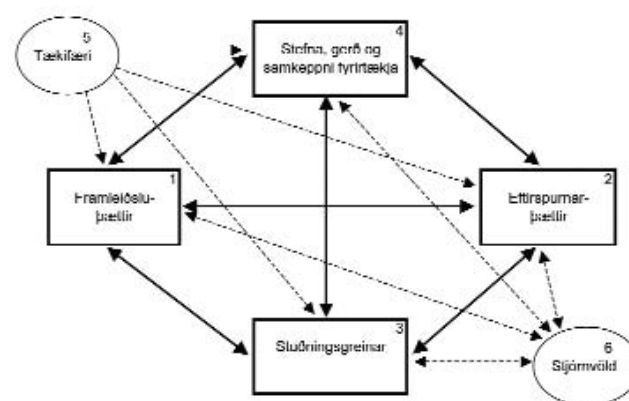 5
Tækifæri
4
Stefna, gerð og
samkeppni fyrirtækja
1
Framleiðslu-
þættir
2
Eftirspurnar-
þættir
3
Stuðningsgreinar
6
Stjórnvöld